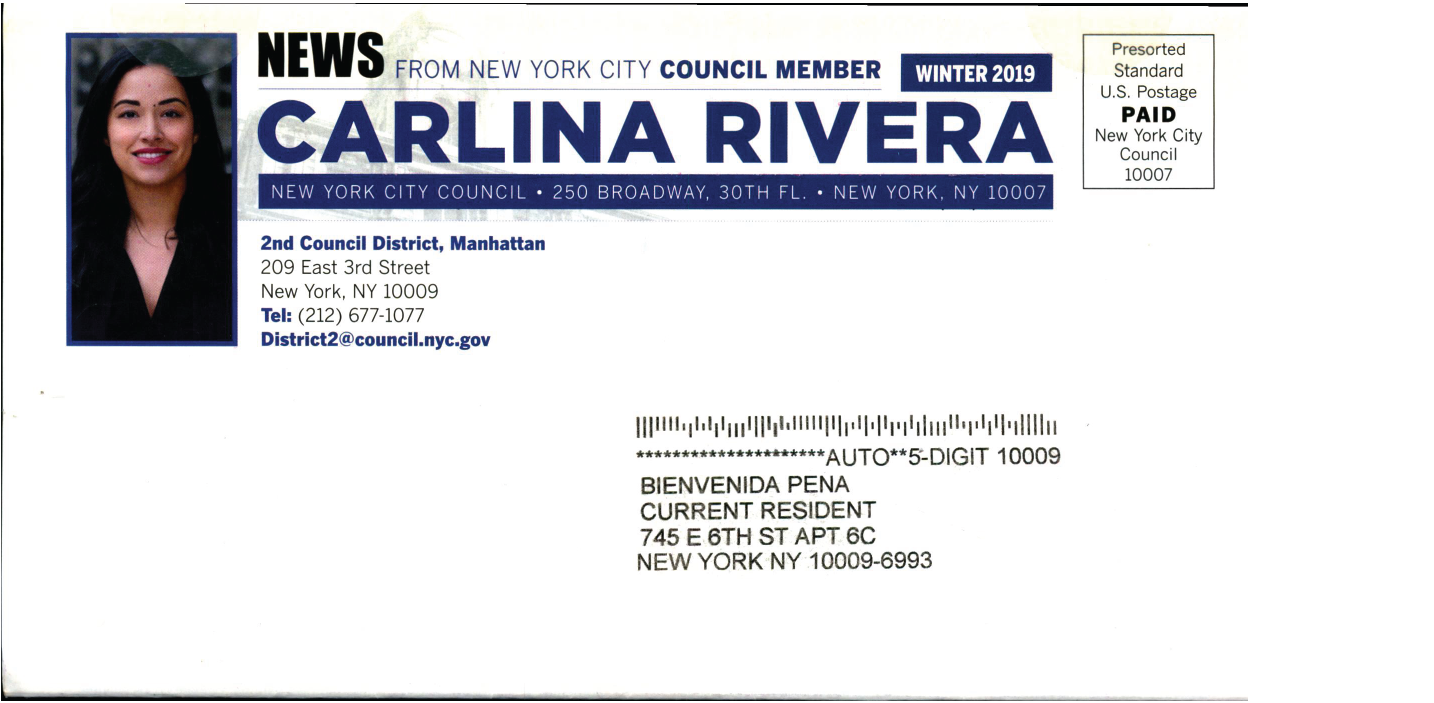 NEWS FROM NEW YORK CITY COUNCIL MEMBER
WINTER 2019
CARLINA RIVERA
NEW YORK CITY COUNCIL • 250 BROADWAY, 30TH FL. • NEW YORK, NY 10007
Presorted
Standard
U.S. Postage
PAID
New York City
Council
10007
2nd Council District, Manhattan
209 East 3rd Street
New York, NY 10009
Tel: (212) 677-1077
District2@council.nyc.gov
*********************AUTO**5-DIGIT 10009
BIENVENIDA PENA
CURRENT RESIDENT
745 E 6TH ST APT 6C
NEW YORK NY 10009-6993